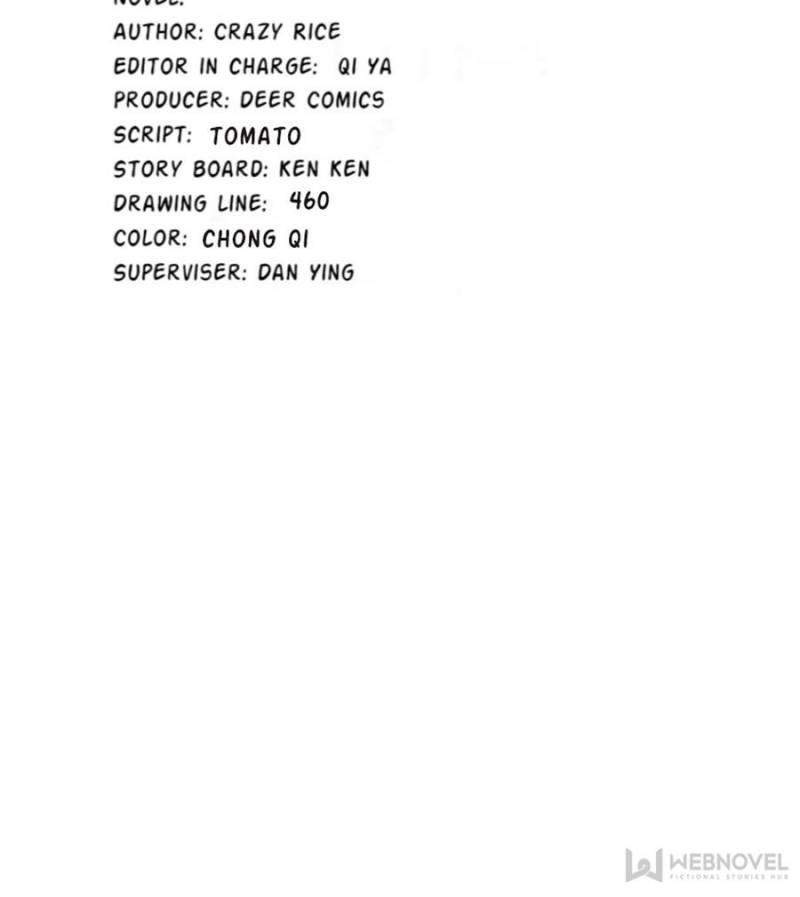 NOVEL:
AUTHOR: CRAZY RICE
EDITOR IN CHARGE: QI YA
PRODUCER: DEER COMICS
SCRIPT: TOMATO
STORY BOARD: KEN KEN
DRAWING LINE: 460
COLOR: CHONG QI
SUPERVISER: DAN YING
WEBNOVEL
FICTIONAL STORIES HUB